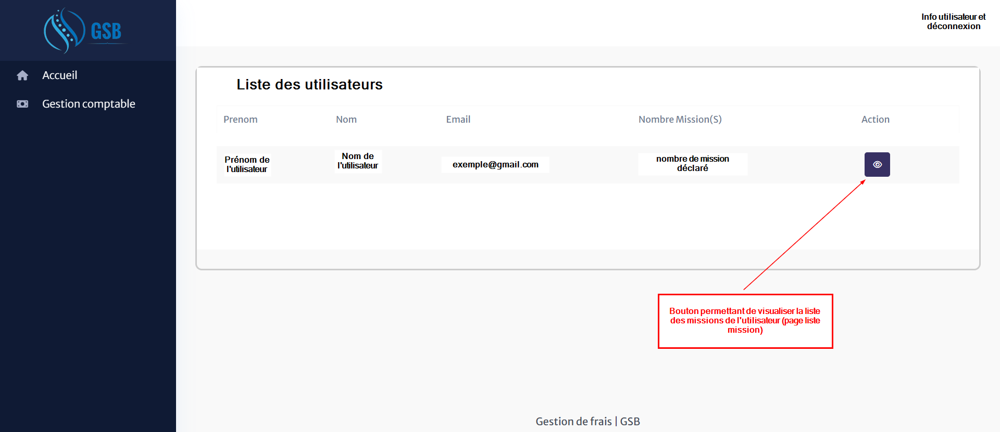 GSB
Info utilisateur et
déconnexion
Accueil
Gestion comptable
Liste des utilisateurs
Prenom Nom Email Nombre Mission(S) Action
Prénom de
l'utilisateur
Nom de
l'utilisateur
exemple@gmail.com
nombre de mission
déclaré
Bouton permettant de visualiser la liste
des missions de l'utilisateur (page liste
mission)
Gestion de frais | GSB